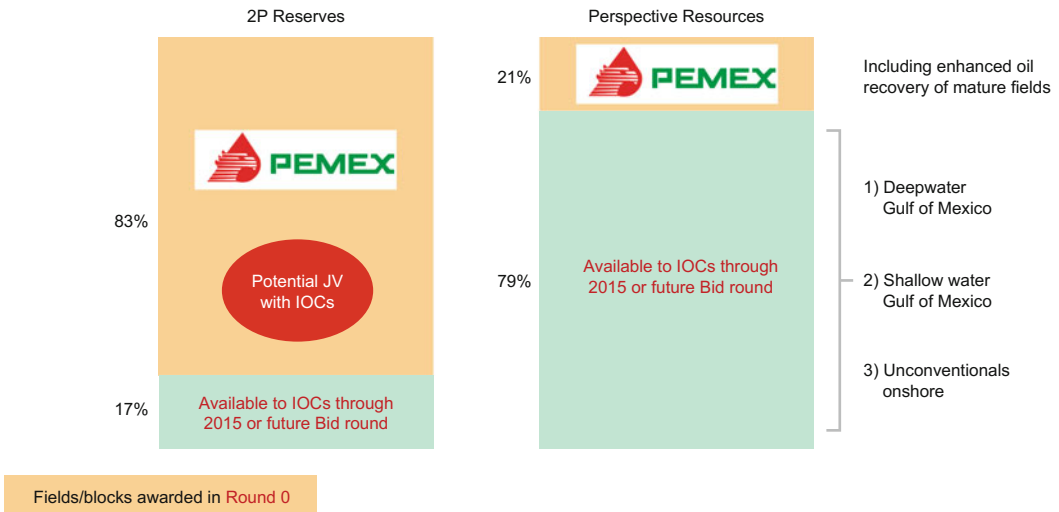 2P Reserves
Perspective Resources
83%
PEMEX
Potential JV
with IOCs
17%
Available to IOCs through
2015 or future Bid round
21%
PEMEX
Including enhanced oil
recovery of mature fields
79%
Available to IOCs through
2015 or future Bid round
1) Deepwater
Gulf of Mexico
2) Shallow water
Gulf of Mexico
3) Unconventionals
onshore
Fields/blocks awarded in Round 0